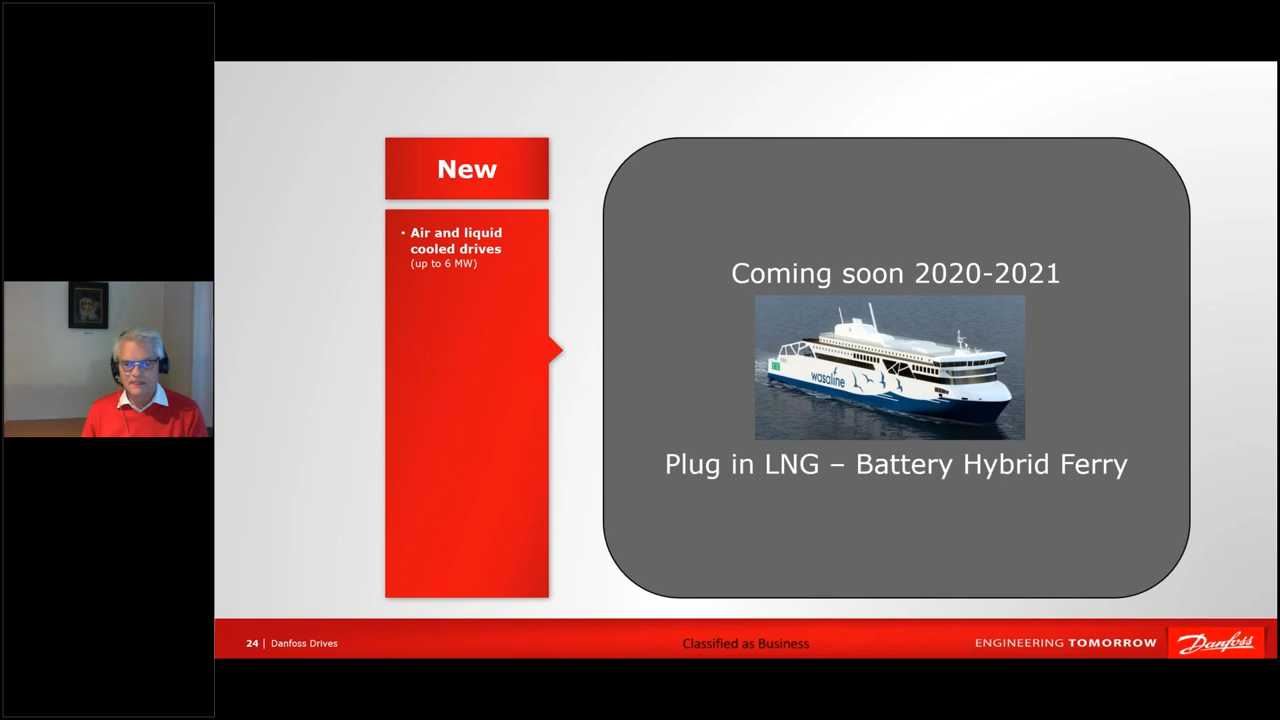 New
• Air and liquid
cooled drives
(up to 6 MW)
Coming soon 2020-2021
wasaline
Plug in LNG – Battery Hybrid Ferry
24 | Danfoss Drives
Classified as Business
ENGINEERING TOMORROW
Danfoss